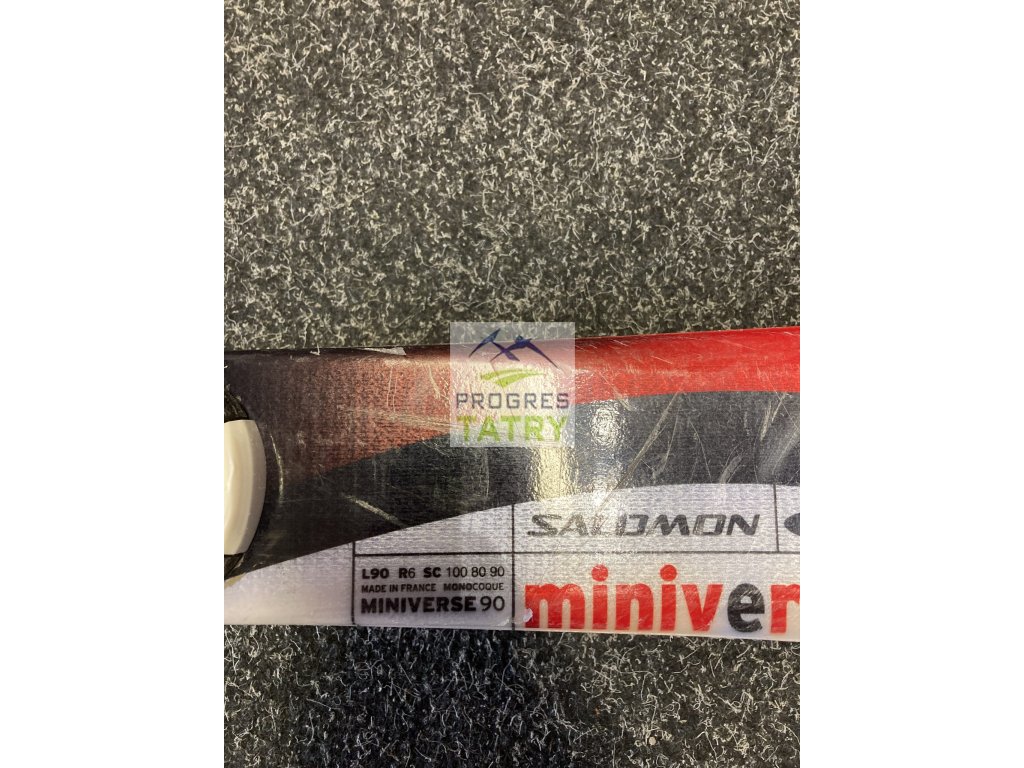 PROGRES
TATRY
SALOMON
L90 R6 SC 100 80 90
MADE IN FRANCE MONOCOQUE
MINIVERSE 90
miniver